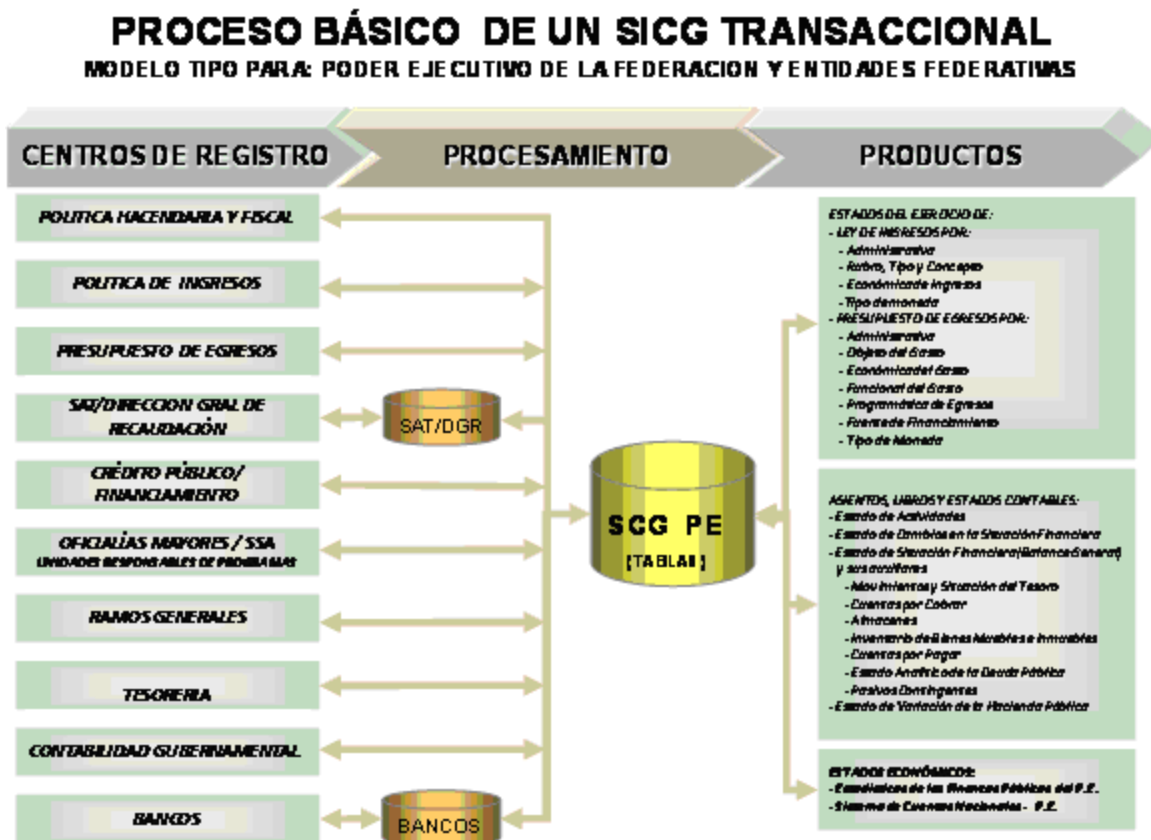 PROCESO BÁSICO DE UN SICG TRANSACCIONAL
MODELO TIPO PARA: PODER EJECUTIVO DE LA FEDERACION Y ENTIDADES FEDERATIVAS
CENTROS DE REGISTRO
PROCESAMIENTO
PRODUCTOS
POLITICA HACENDARIA Y FISCAL
POLITICA DE INGRESOS
PRESUPUESTO DE EGRESOS
SAT/DIRECCION GRAL DE
RECAUDACIÓN
CRÉDITO PÚBLICO/
FINANCIAMIENTO
OFICIALÍAS MAYORES / SSA
UNIDADES RESPONSABLES DE PROGRAMAS
RAMOS GENERALES
TESORERIA
CONTABILIDAD GUBERNAMENTAL
BANCOS
SAT/DGR
BANCOS
SCG PE
(TABLAS)
ESTADOS DEL EJERCICIO DE:
- LEY DE INGRESOS POR:
- Administrativa
- Rubro, Tipo y Concepto
- Económica de Ingresos
- Tipo de moneda
- PRESUPUESTO DE EGRESOS POR:
- Administrativa
- Objeto del Gasto
- Económica del Gasto
- Funcional del Gasto
- Programática de Egresos
- Fuente de Financiamiento
- Tipo de Moneda
ASIENTOS, LIBROS Y ESTADOS CONTABLES:
- Estado de Actividades
- Estado de Cambios en la Situación Financiera
- Estado de Situación Financiera (Balance General)
y sus auxiliares
- Movimientos y Situación del Tesoro
- Cuentas por Cobrar
- Almacenes
- Inventario de Bienes Muebles e Inmuebles
- Cuentas por Pagar
- Estado Analítico de la Deuda Pública
- Pasivos Contingentes
- Estado de Variación de la Hacienda Pública
ESTADOS ECONÓMICOS:
- Estadísticas de las Finanzas Públicas del P.E.
- Sistema de Cuentas Nacionales - P.E.